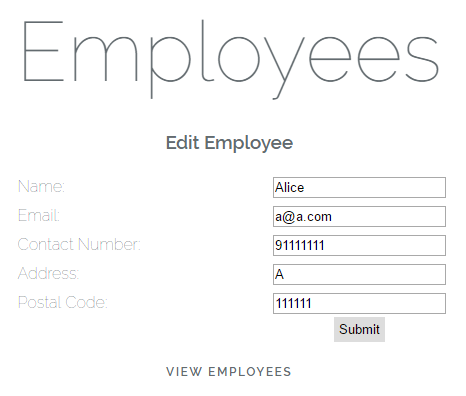 Employees
Edit Employee
Name: Alice
Email: a@a.com
Contact Number: 91111111
Address: A
Postal Code: 111111
Submit
VIEW EMPLOYEES